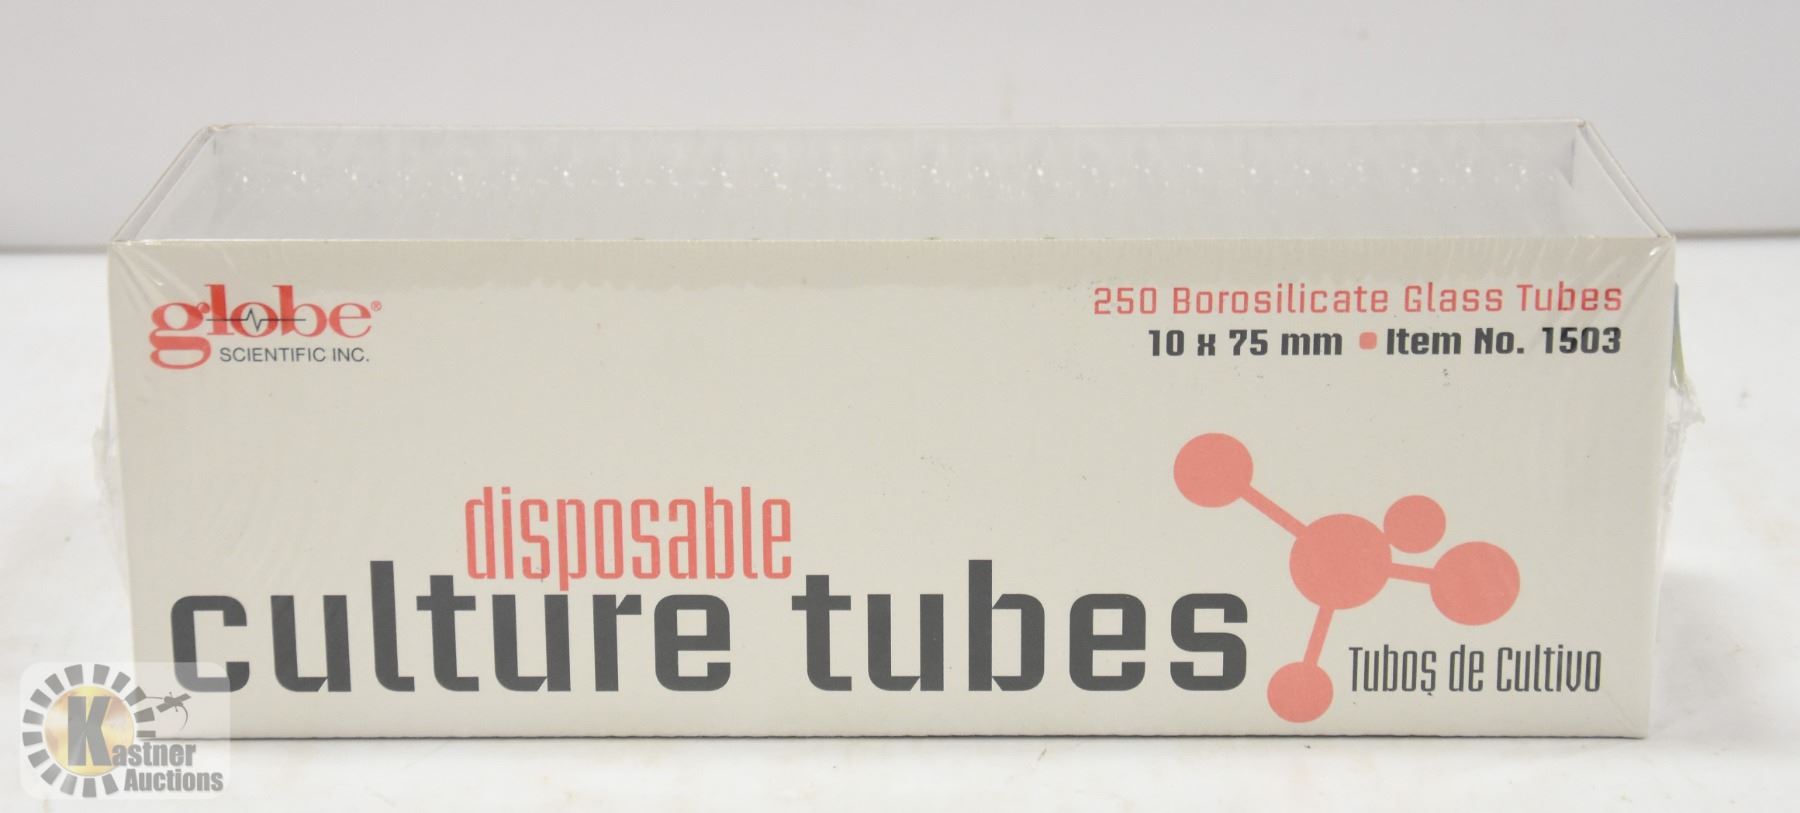 globe®
SCIENTIFIC INC.
250 Borosilicate Glass Tubes
10 x 75 mm • Item No. 1503
disposable
culture tubes
Tubos de Cultivo
Kastner
Auctions